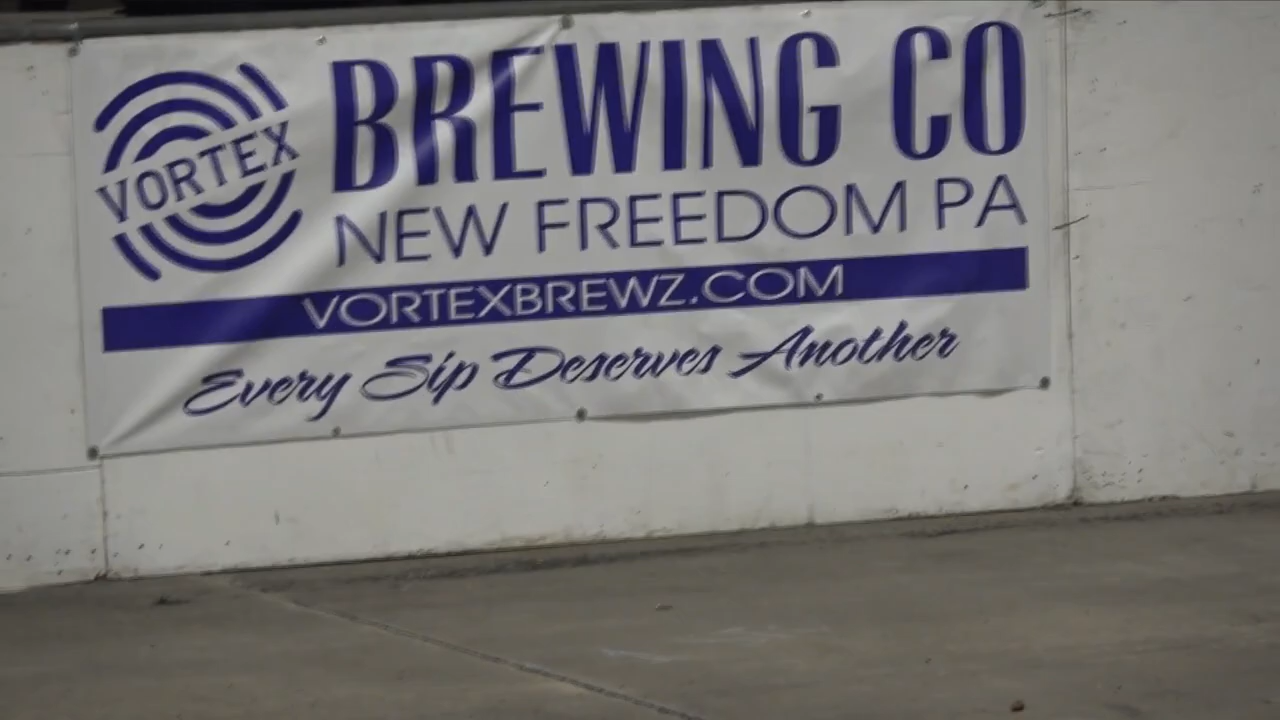 VORTEX
BREWING CO
NEW FREEDOM PA
VORTEXBREWZ.COM
Every Sip Deserves Another